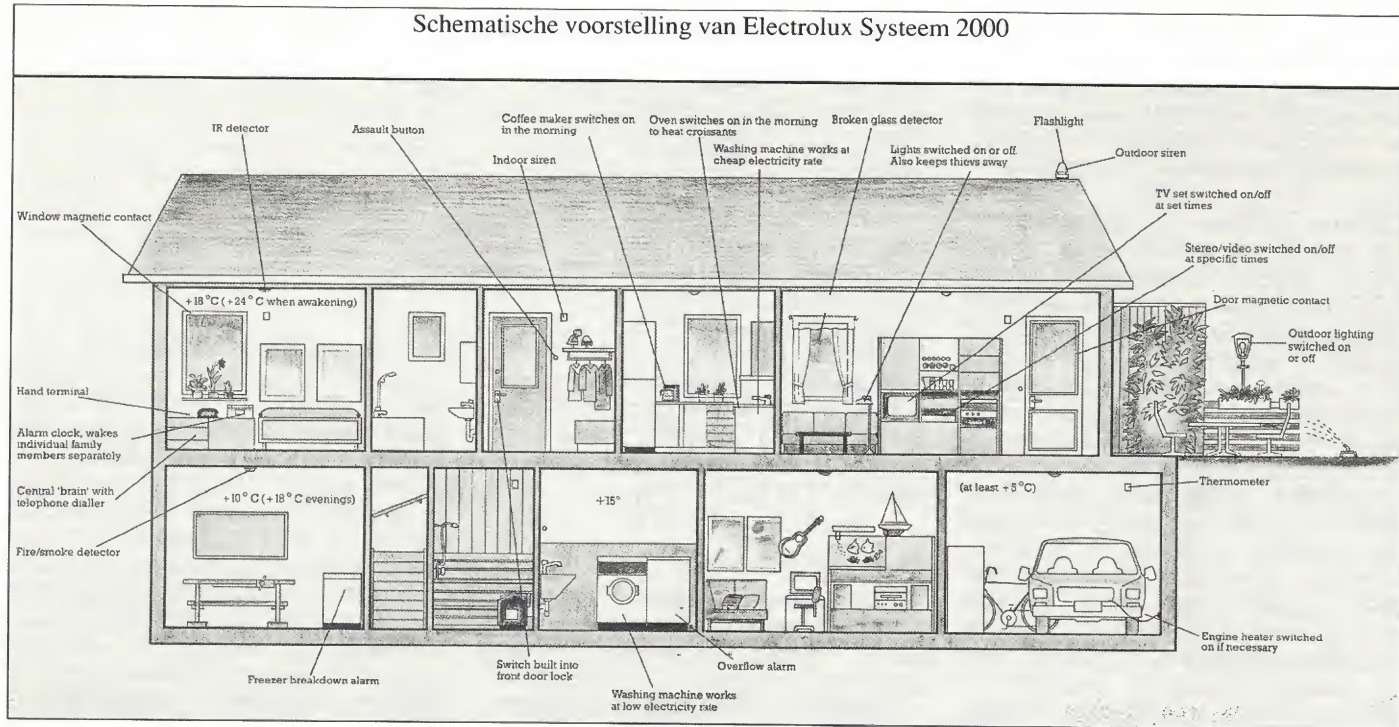 Schematische voorstelling van Electrolux Systeem 2000
IR detector
Assault button
Coffee maker switches on
in the morning
Indoor siren
Oven switches on in the morning
to heat croissants
Washing machine works at
cheap electricity rate
Broken glass detector
Lights switched on or off.
Also keeps thieves away
Flashlight
Outdoor siren
TV set switched on/off
at set times
Window magnetic contact
Stereo/video switched on/off
at specific times
Door magnetic contact
+18°C (+24°C when awakening)
Outdoor lighting
switched on
or off
Hand terminal
Alarm clock, wakes
individual family
members separately
Central 'brain' with
telephone dialler
Fire/smoke detector
+10°C (+18°C evenings)
+15°
(at least +5°C)
Thermometer
Engine heater switched
on if necessary
Freezer breakdown alarm
Switch built into
front door lock
Overflow alarm
Washing machine works
at low electricity rate